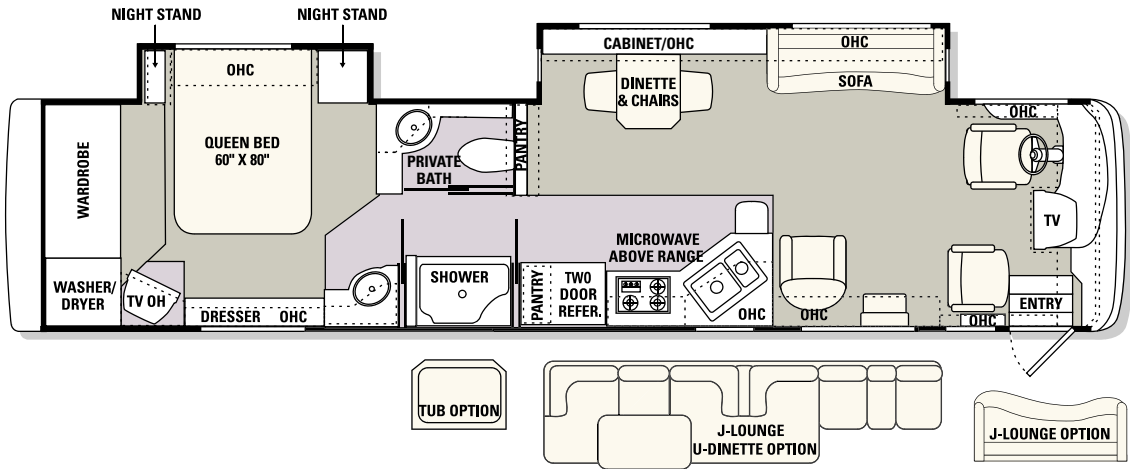 NIGHT STAND
NIGHT STAND
OHC
QUEEN BED
60" X 80"
WARDROBE
WASHER/
DRYER
TV OH
DRESSER
OHC
PRIVATE
BATH
PANTRY
SHOWER
CABINET/OHC
DINETTE
& CHAIRS
OHC
SOFA
OHC
TV
MICROWAVE
ABOVE RANGE
PANTRY
TWO
DOOR
REFER.
OHC
OHC
OHC
ENTRY
TUB OPTION
J-LOUNGE
U-DINETTE OPTION
J-LOUNGE OPTION